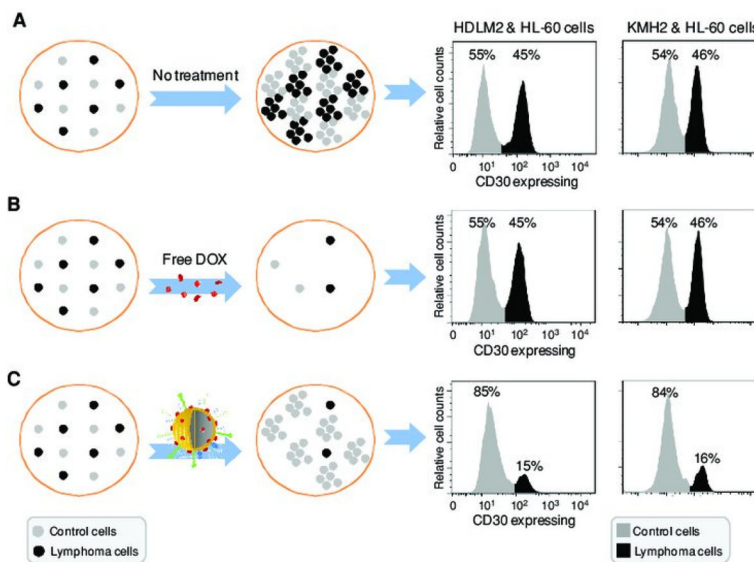 A
No treatment
HDLM2 & HL-60 cells
KMH2 & HL-60 cells
55%
45%
54%
46%
Relative cell counts
0
10¹
10²
10³
10⁴
CD30 expressing
B
Free DOX
55%
45%
54%
46%
Relative cell counts
0
10¹
10²
10³
10⁴
CD30 expressing
C
85%
15%
84%
16%
Relative cell counts
0
10¹
10²
10³
10⁴
CD30 expressing
Control cells
Lymphoma cells
Control cells
Lymphoma cells